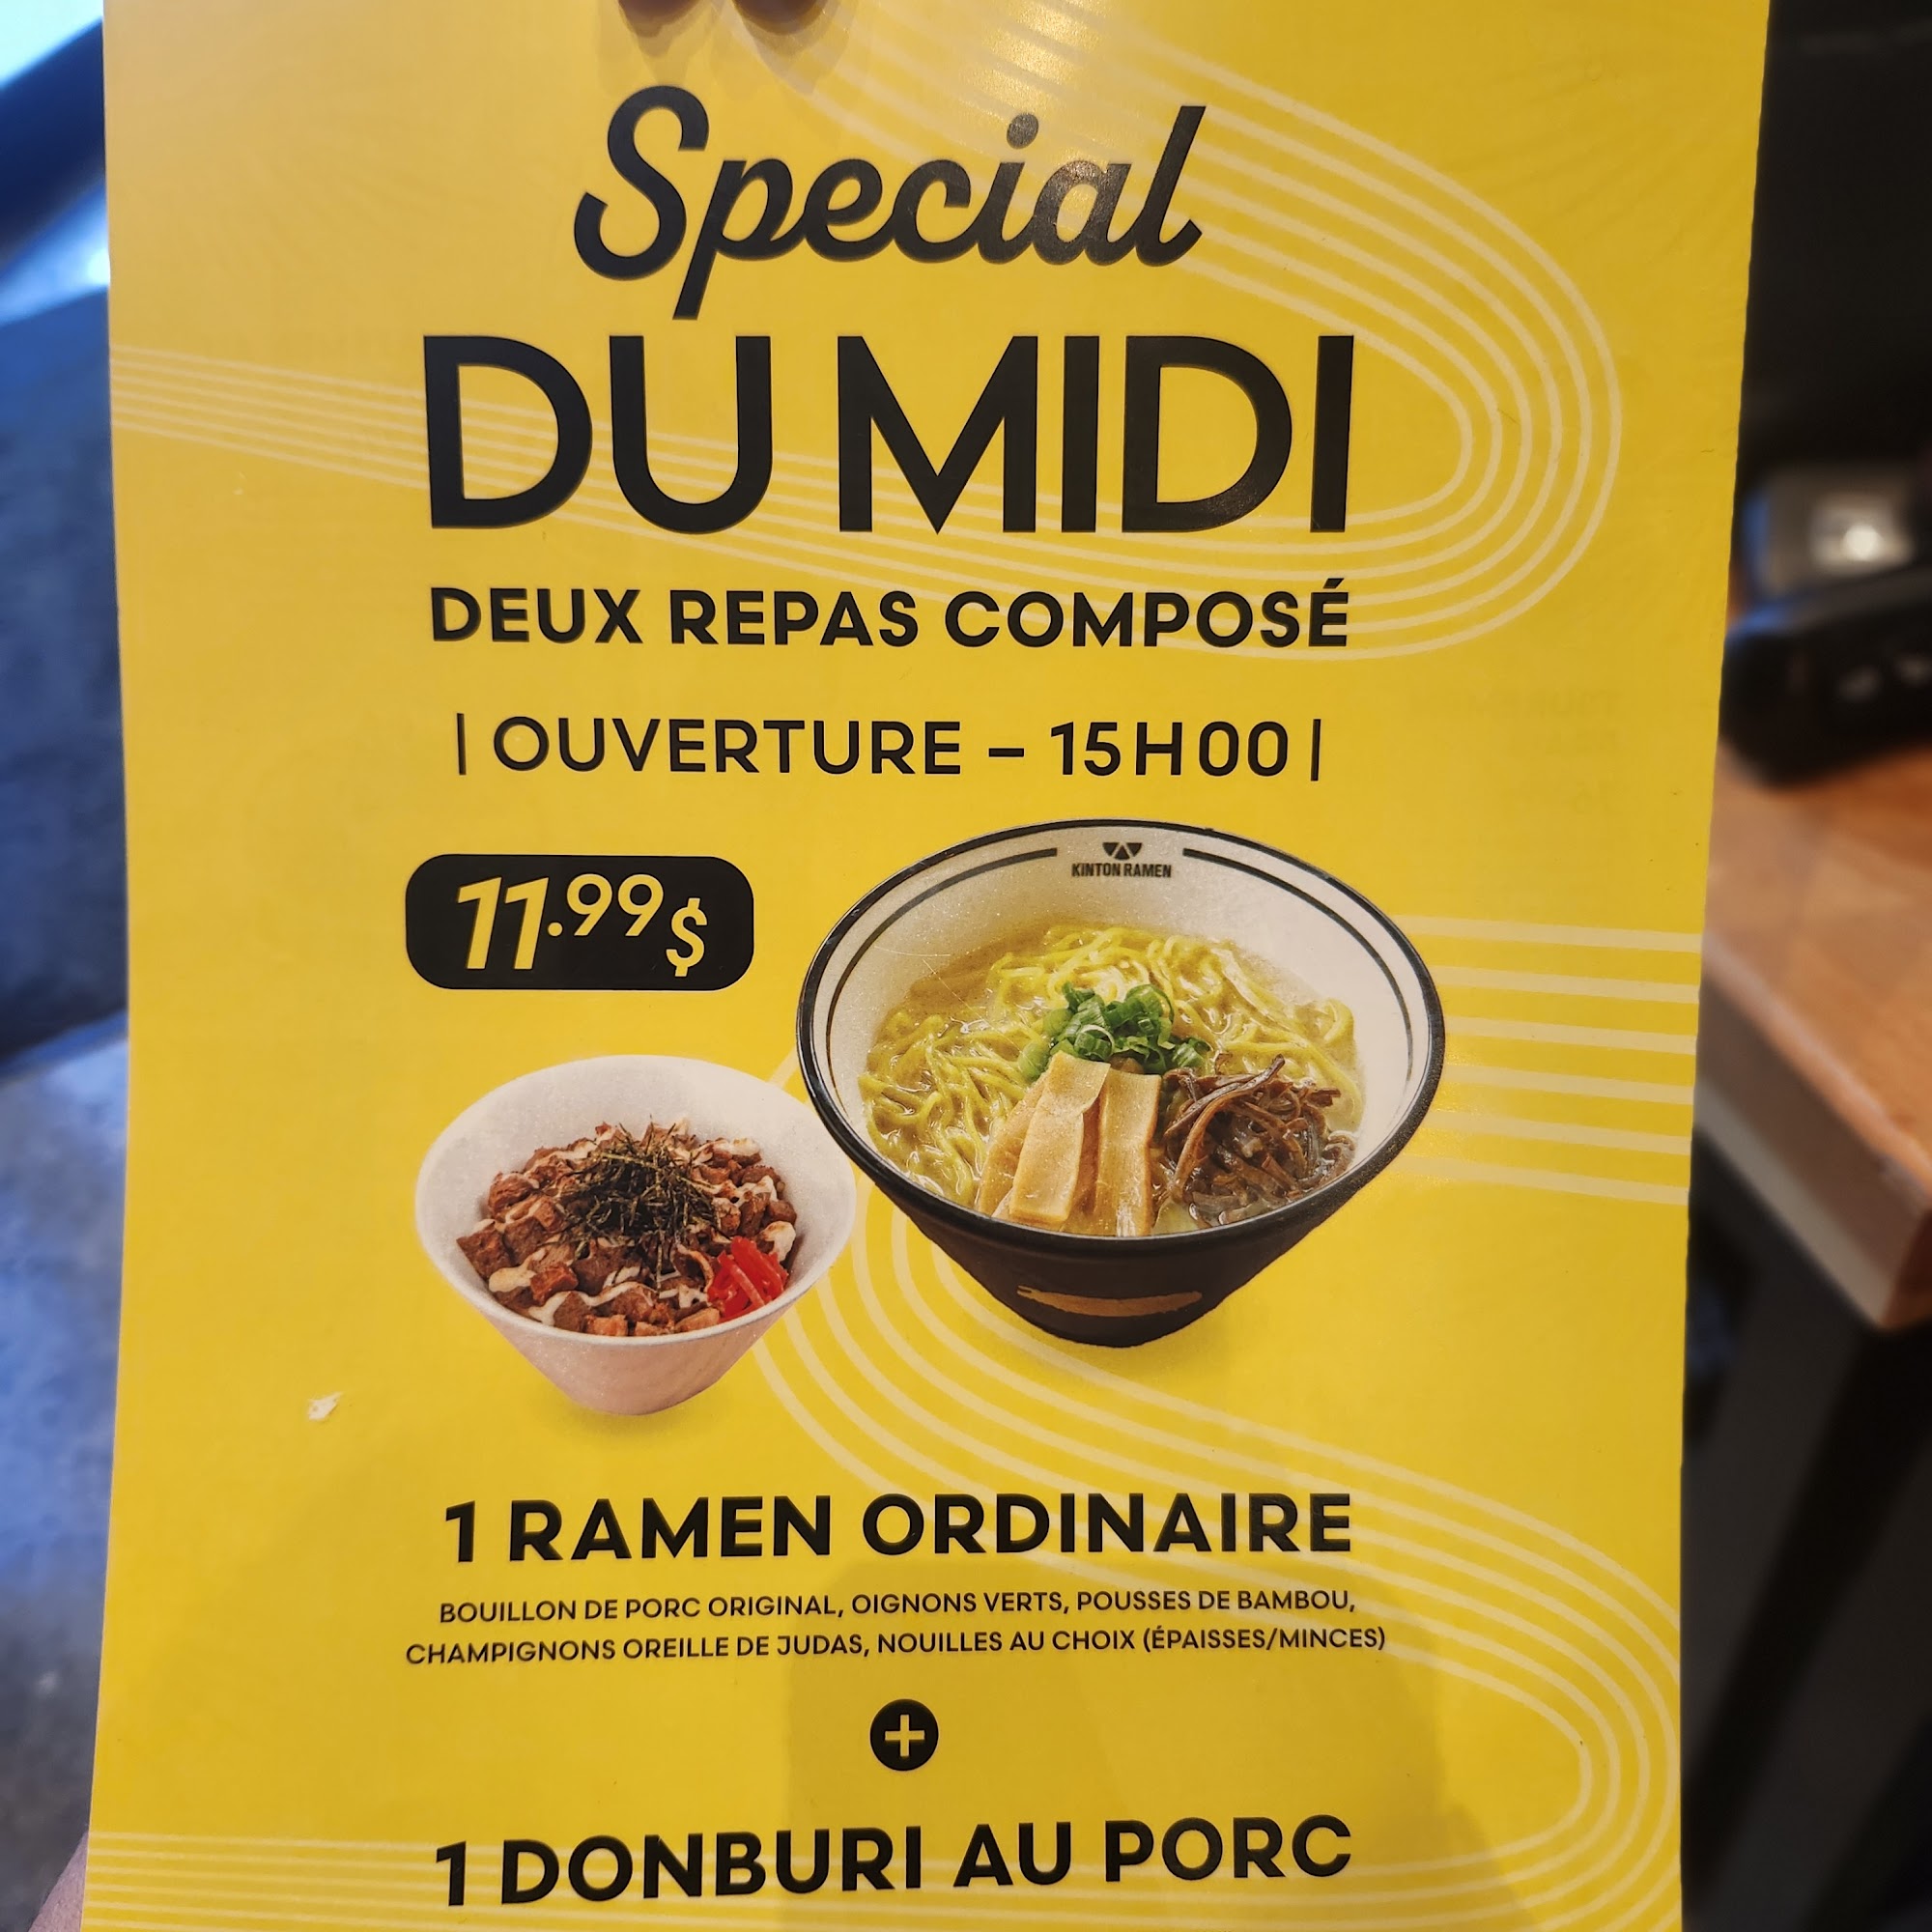 Special
DU MIDI
DEUX REPAS COMPOSÉ
| OUVERTURE – 15H00 |
11.99$
KINTON RAMEN
1 RAMEN ORDINAIRE
BOUILLON DE PORC ORIGINAL, OIGNONS VERTS, POUSSES DE BAMBOU,
CHAMPIGNONS OREILLE DE JUDAS, NOUILLES AU CHOIX (ÉPAISSES/MINCES)
+
1 DONBURI AU PORC